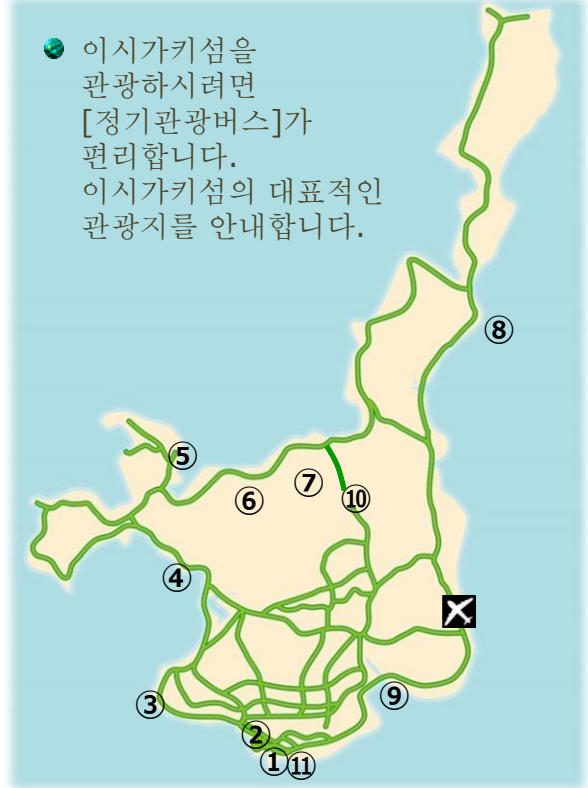 이시가키섬을
관광하시려면
[정기관광버스]가
편리합니다.
이시가키섬의 대표적인
관광지를 안내합니다.
⑧
⑤
⑥
⑦
⑩
④
③
⑨
②
①
⑪